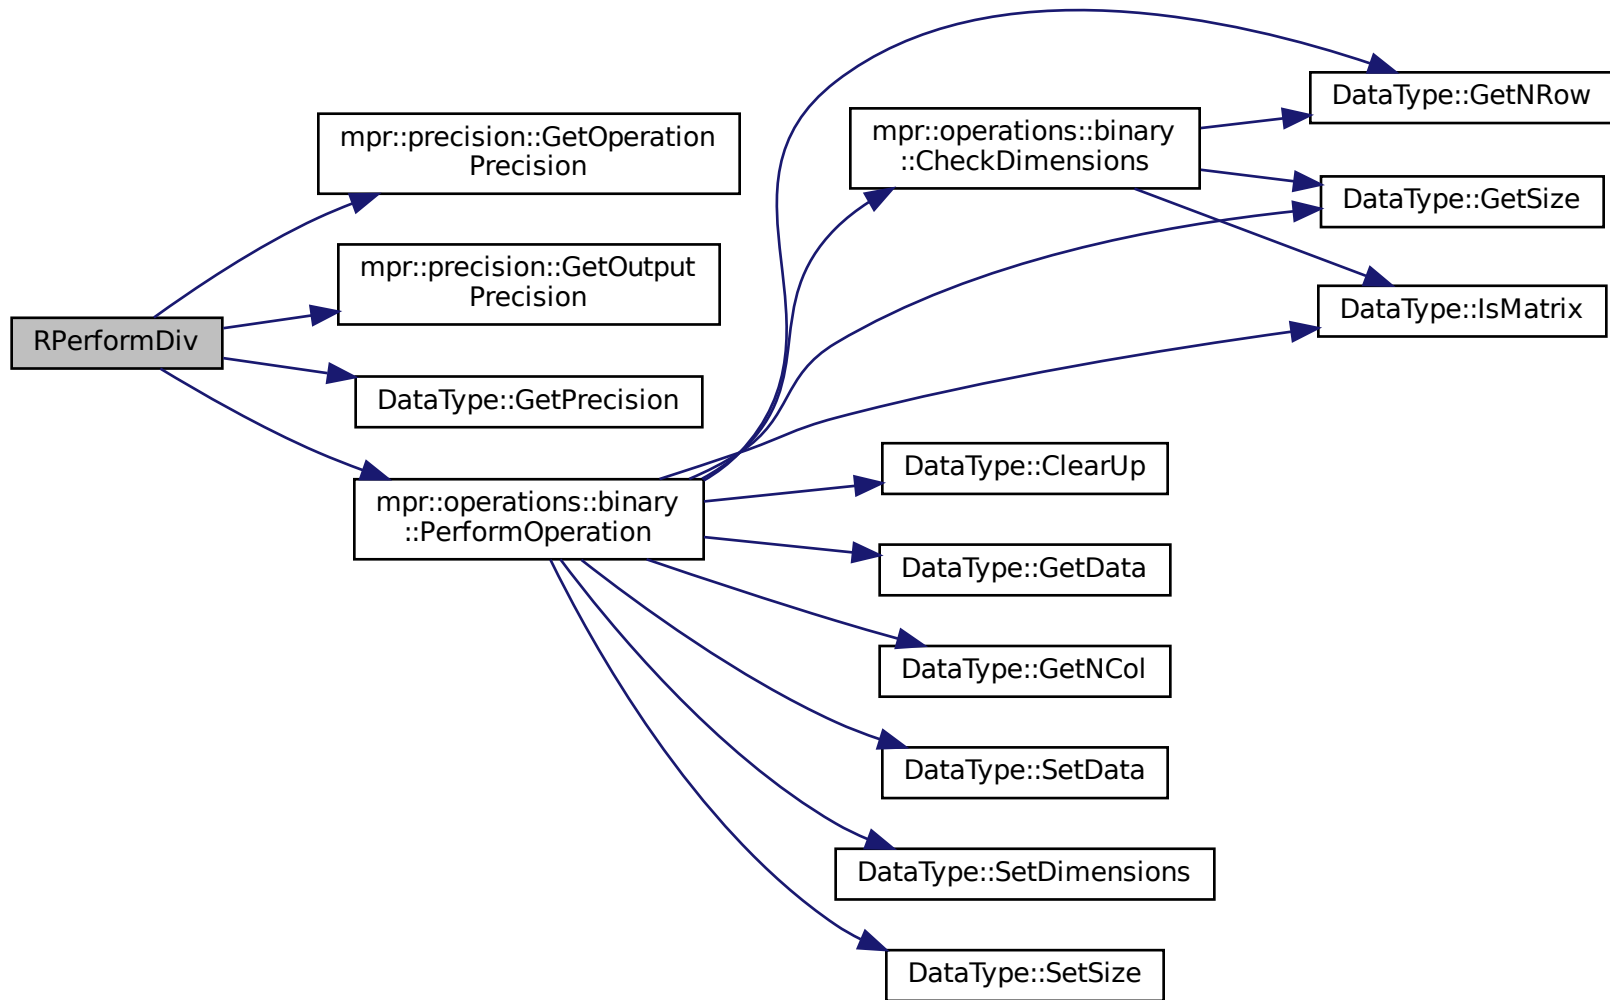 RPerformDiv
mpr::precision::GetOperation
Precision
mpr::precision::GetOutput
Precision
DataType::GetPrecision
mpr::operations::binary
::PerformOperation
mpr::operations::binary
::CheckDimensions
DataType::GetNRow
DataType::GetSize
DataType::IsMatrix
DataType::ClearUp
DataType::GetData
DataType::GetNCol
DataType::SetData
DataType::SetDimensions
DataType::SetSize